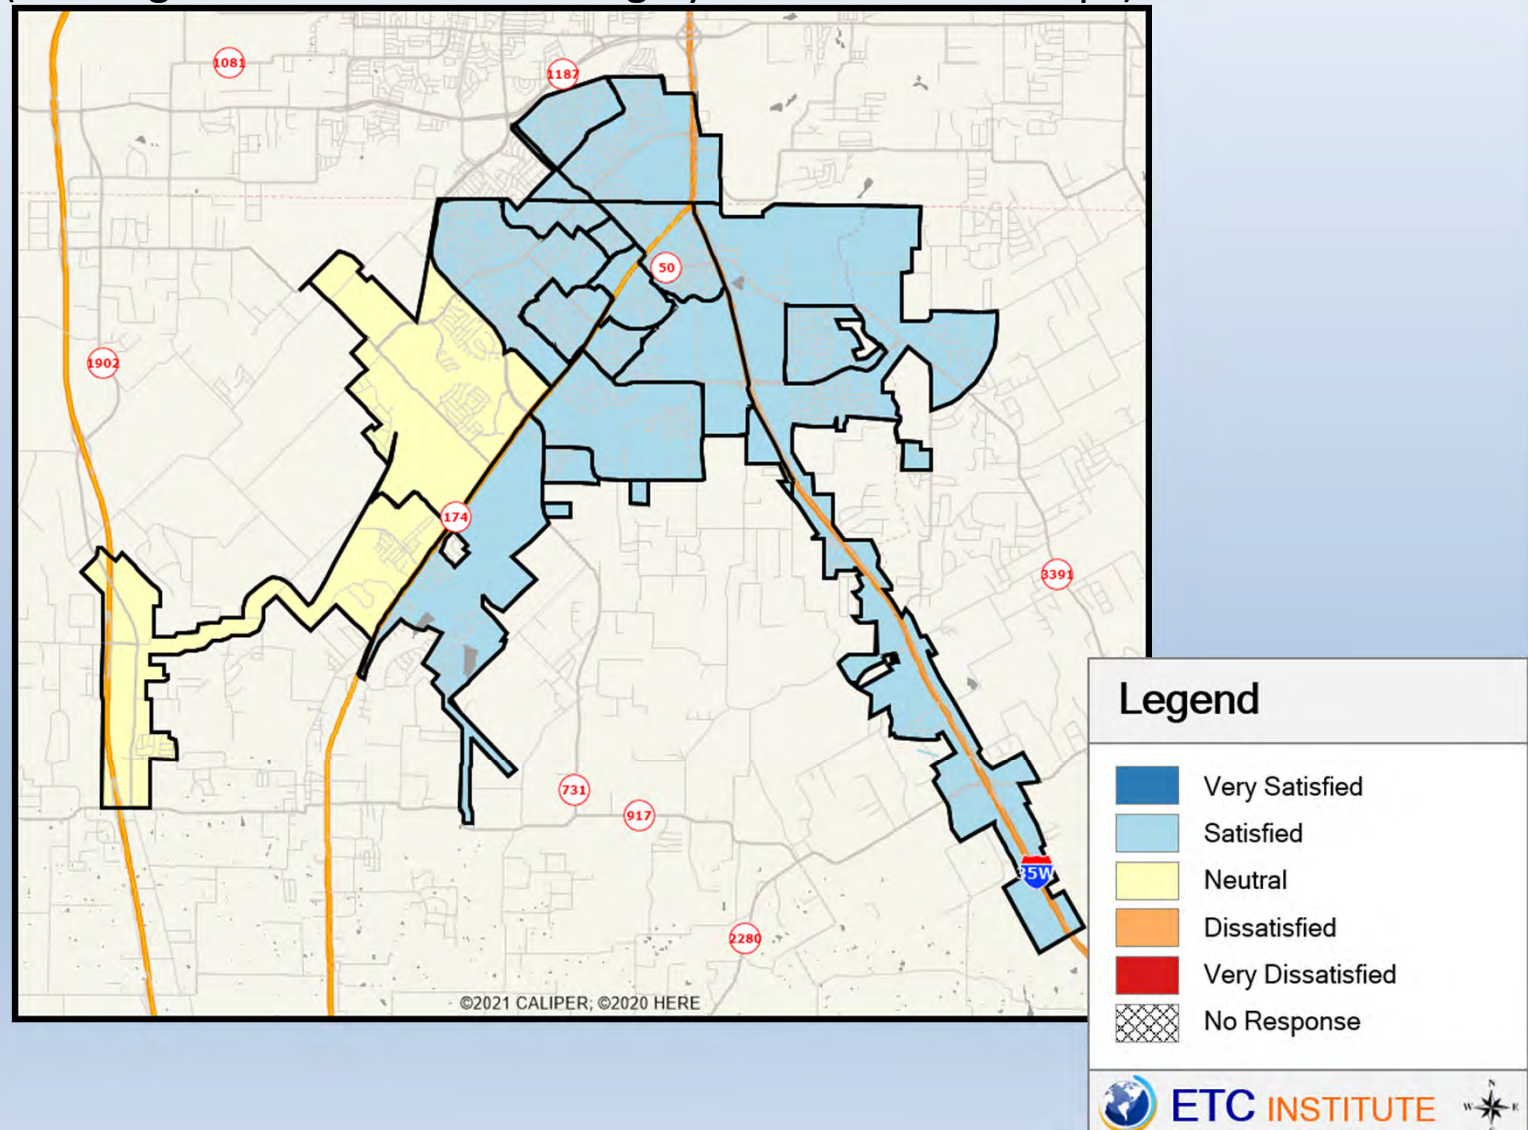 1081
1187
50
1902
174
3391
731
917
35W
2280
©2021 CALIPER; ©2020 HERE
Legend
Very Satisfied
Satisfied
Neutral
Dissatisfied
Very Dissatisfied
No Response
ETC INSTITUTE
N
W E